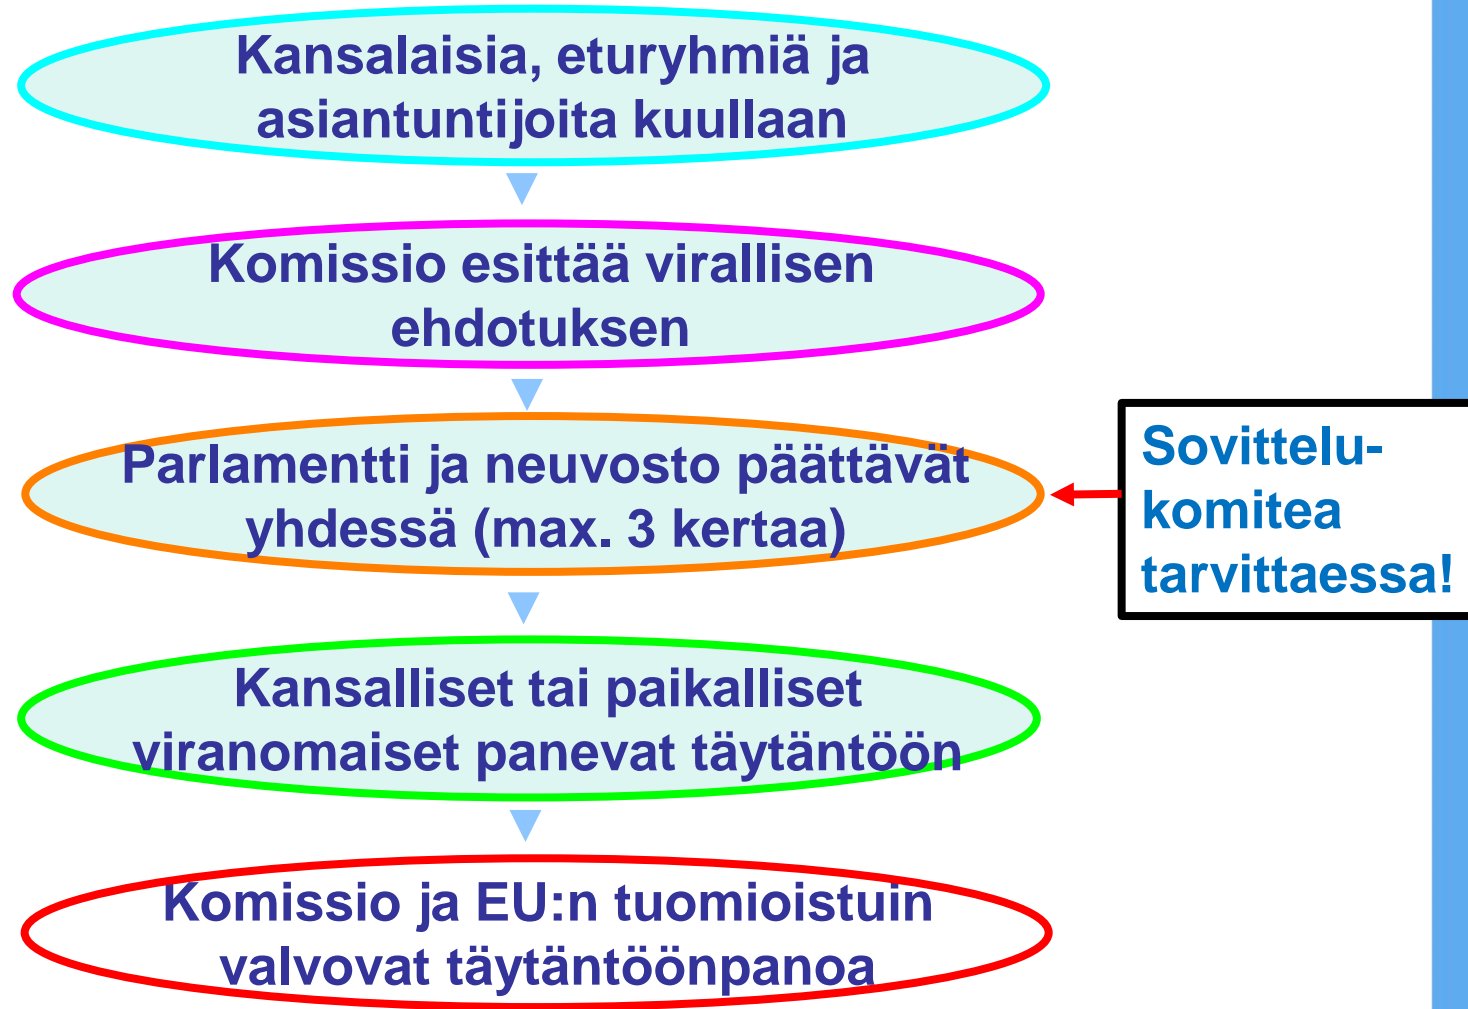 Kansalaisia, eturyhmiä ja
asiantuntijoita kuullaan
Komissio esittää virallisen
ehdotuksen
Parlamentti ja neuvosto päättävät
yhdessä (max. 3 kertaa)
Sovittelu-
komitea
tarvittaessa!
Kansalliset tai paikalliset
viranomaiset panevat täytäntöön
Komissio ja EU:n tuomioistuin
valvovat täytäntöönpanoa